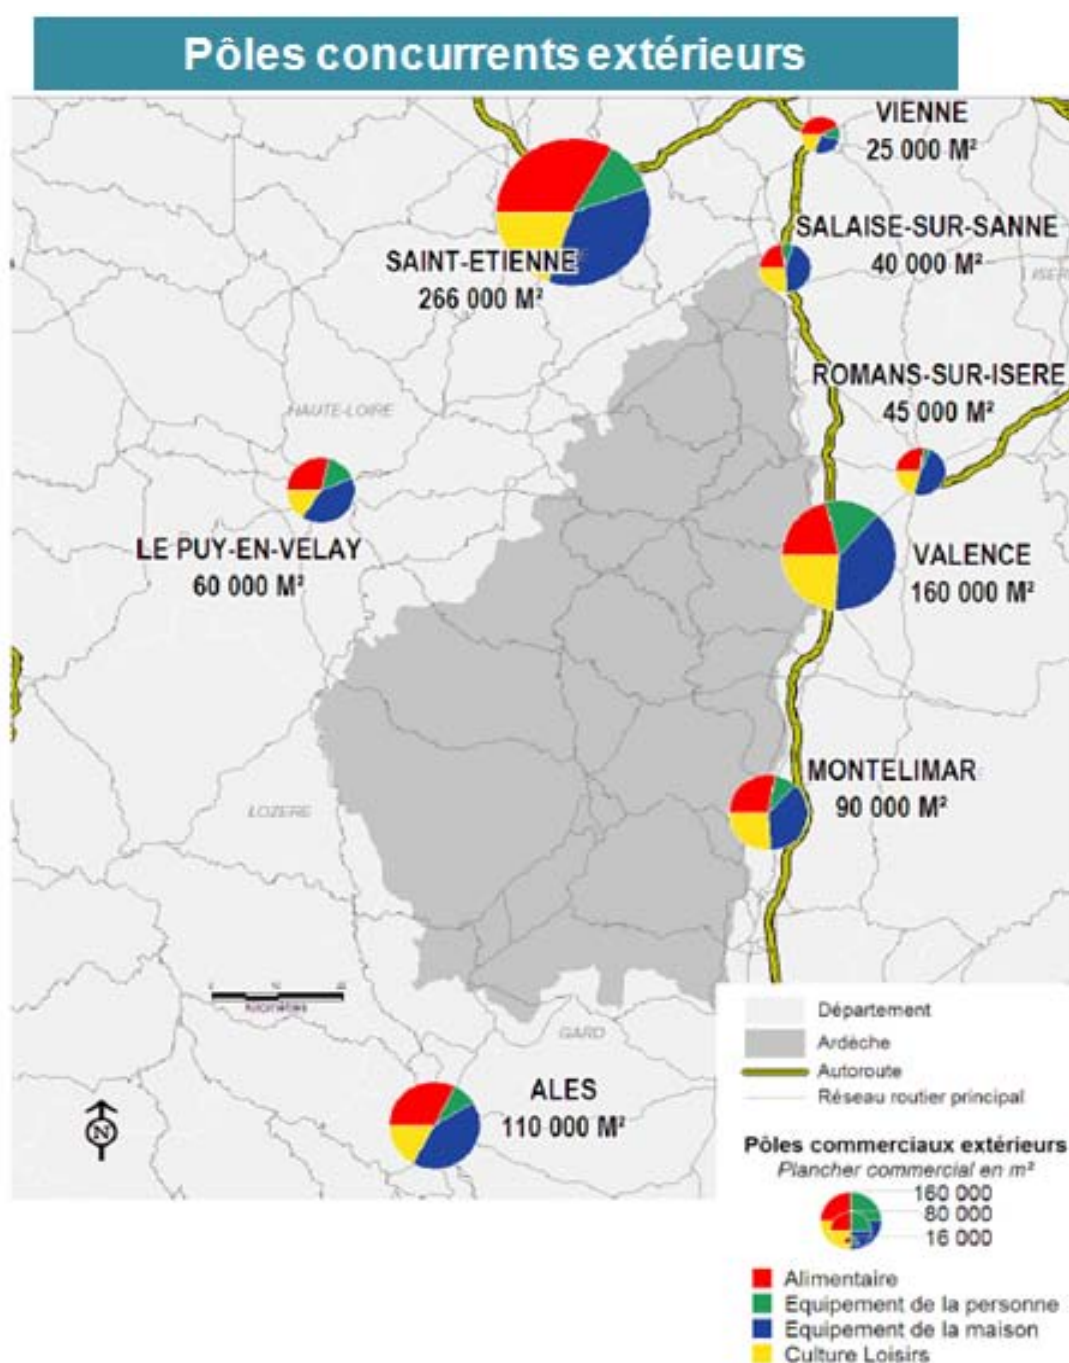 Pôles concurrents extérieurs
VIENNE
25 000 M²
SALAISE-SUR-SANNE
40 000 M²
ISER
SAINT-ETIENNE
266 000 M²
ROMANS-SUR-ISERE
45 000 M²
HAUTE-LOIRE
LE PUY-EN-VELAY
60 000 M²
VALENCE
160 000 M²
MONTELIMAR
90 000 M²
LOZERE
Kilomètres
GARD
ALES
110 000 M²
N
Département
Ardèche
Autoroute
Réseau routier principal
Pôles commerciaux extérieurs
Plancher commercial en m²
160 000
80 000
16 000
Alimentaire
Equipement de la personne
Equipement de la maison
Culture Loisirs